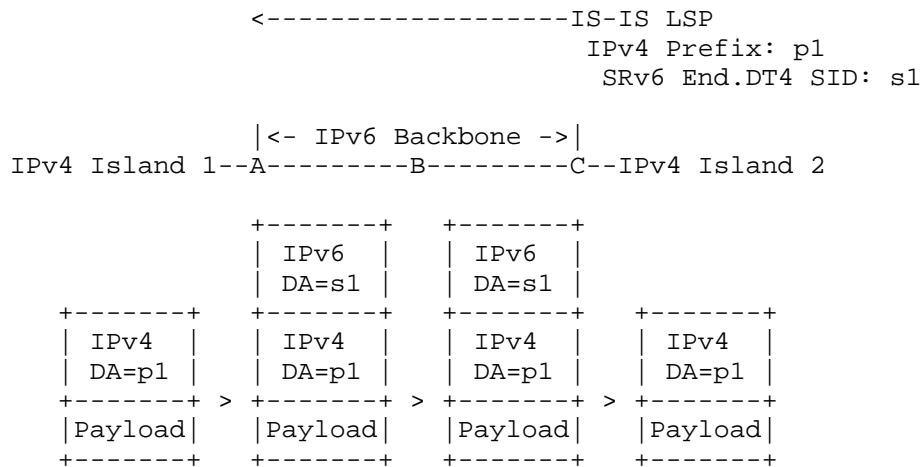 <-------------------IS-IS LSP
IPv4 Prefix: p1
SRv6 End.DT4 SID: s1
|<- IPv6 Backbone ->|
IPv4 Island 1--A---------B---------C--IPv4 Island 2
+-------+    +-------+
| IPv6  |    | IPv6  |
| DA=s1 |    | DA=s1 |
+-------+   +-------+    +-------+    +-------+
| IPv4  |   | IPv4  |    | IPv4  |    | IPv4  |
| DA=p1 |   | DA=p1 |    | DA=p1 |    | DA=p1 |
+-------+ > +-------+ > +-------+ > +-------+
|Payload|   |Payload|    |Payload|    |Payload|
+-------+   +-------+    +-------+    +-------+